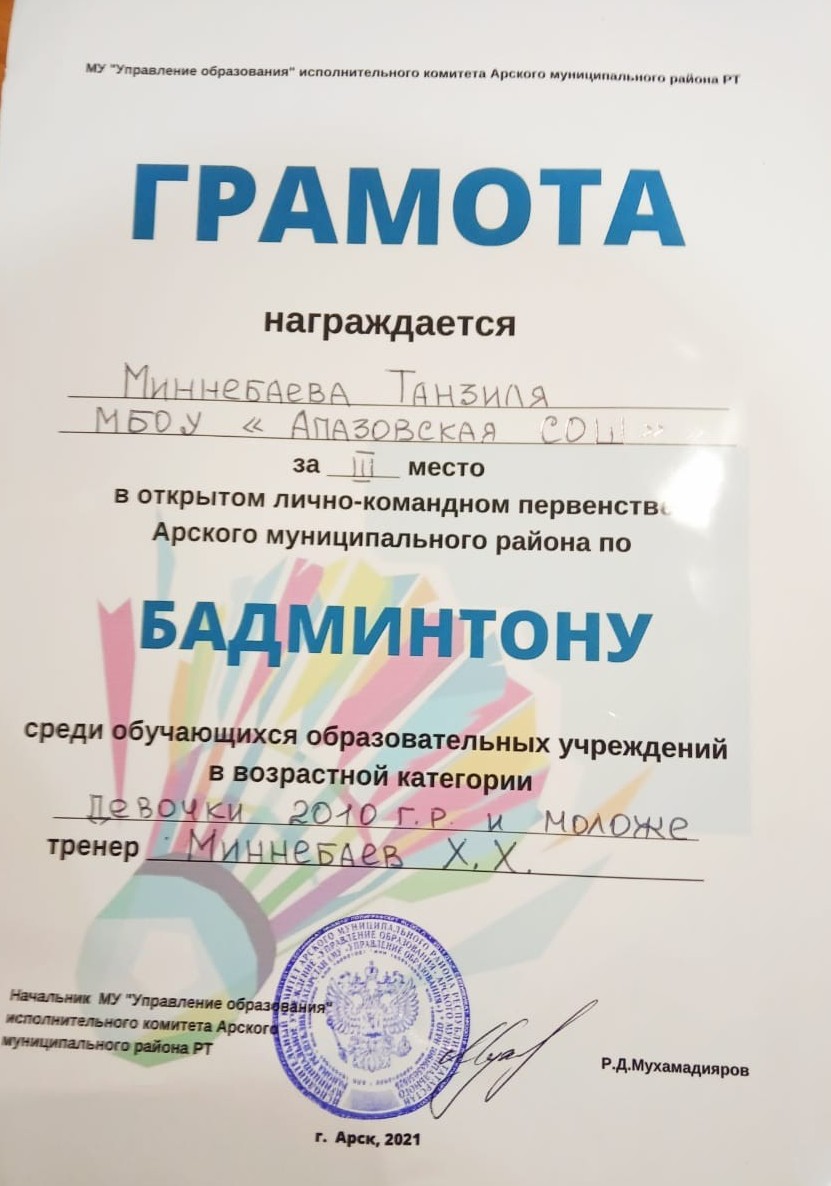 МУ "Управление образования" исполнительного комитета Арского муниципального района РТ
ГРАМОТА
награждается
Миннебаева Танзиля
МБОУ « Апазовская СОШ »
за III место
в открытом лично-командном первенстве
Арского муниципального района по
БАДМИНТОНУ
среди обучающихся образовательных учреждений
в возрастной категории
Девочки 2010 г.р. и моложе
тренер Миннебаев Х.Х.
Начальник МУ "Управление образования"
исполнительного комитета Арского
муниципального района РТ
Р.Д.Мухамадияров
г. Арск, 2021